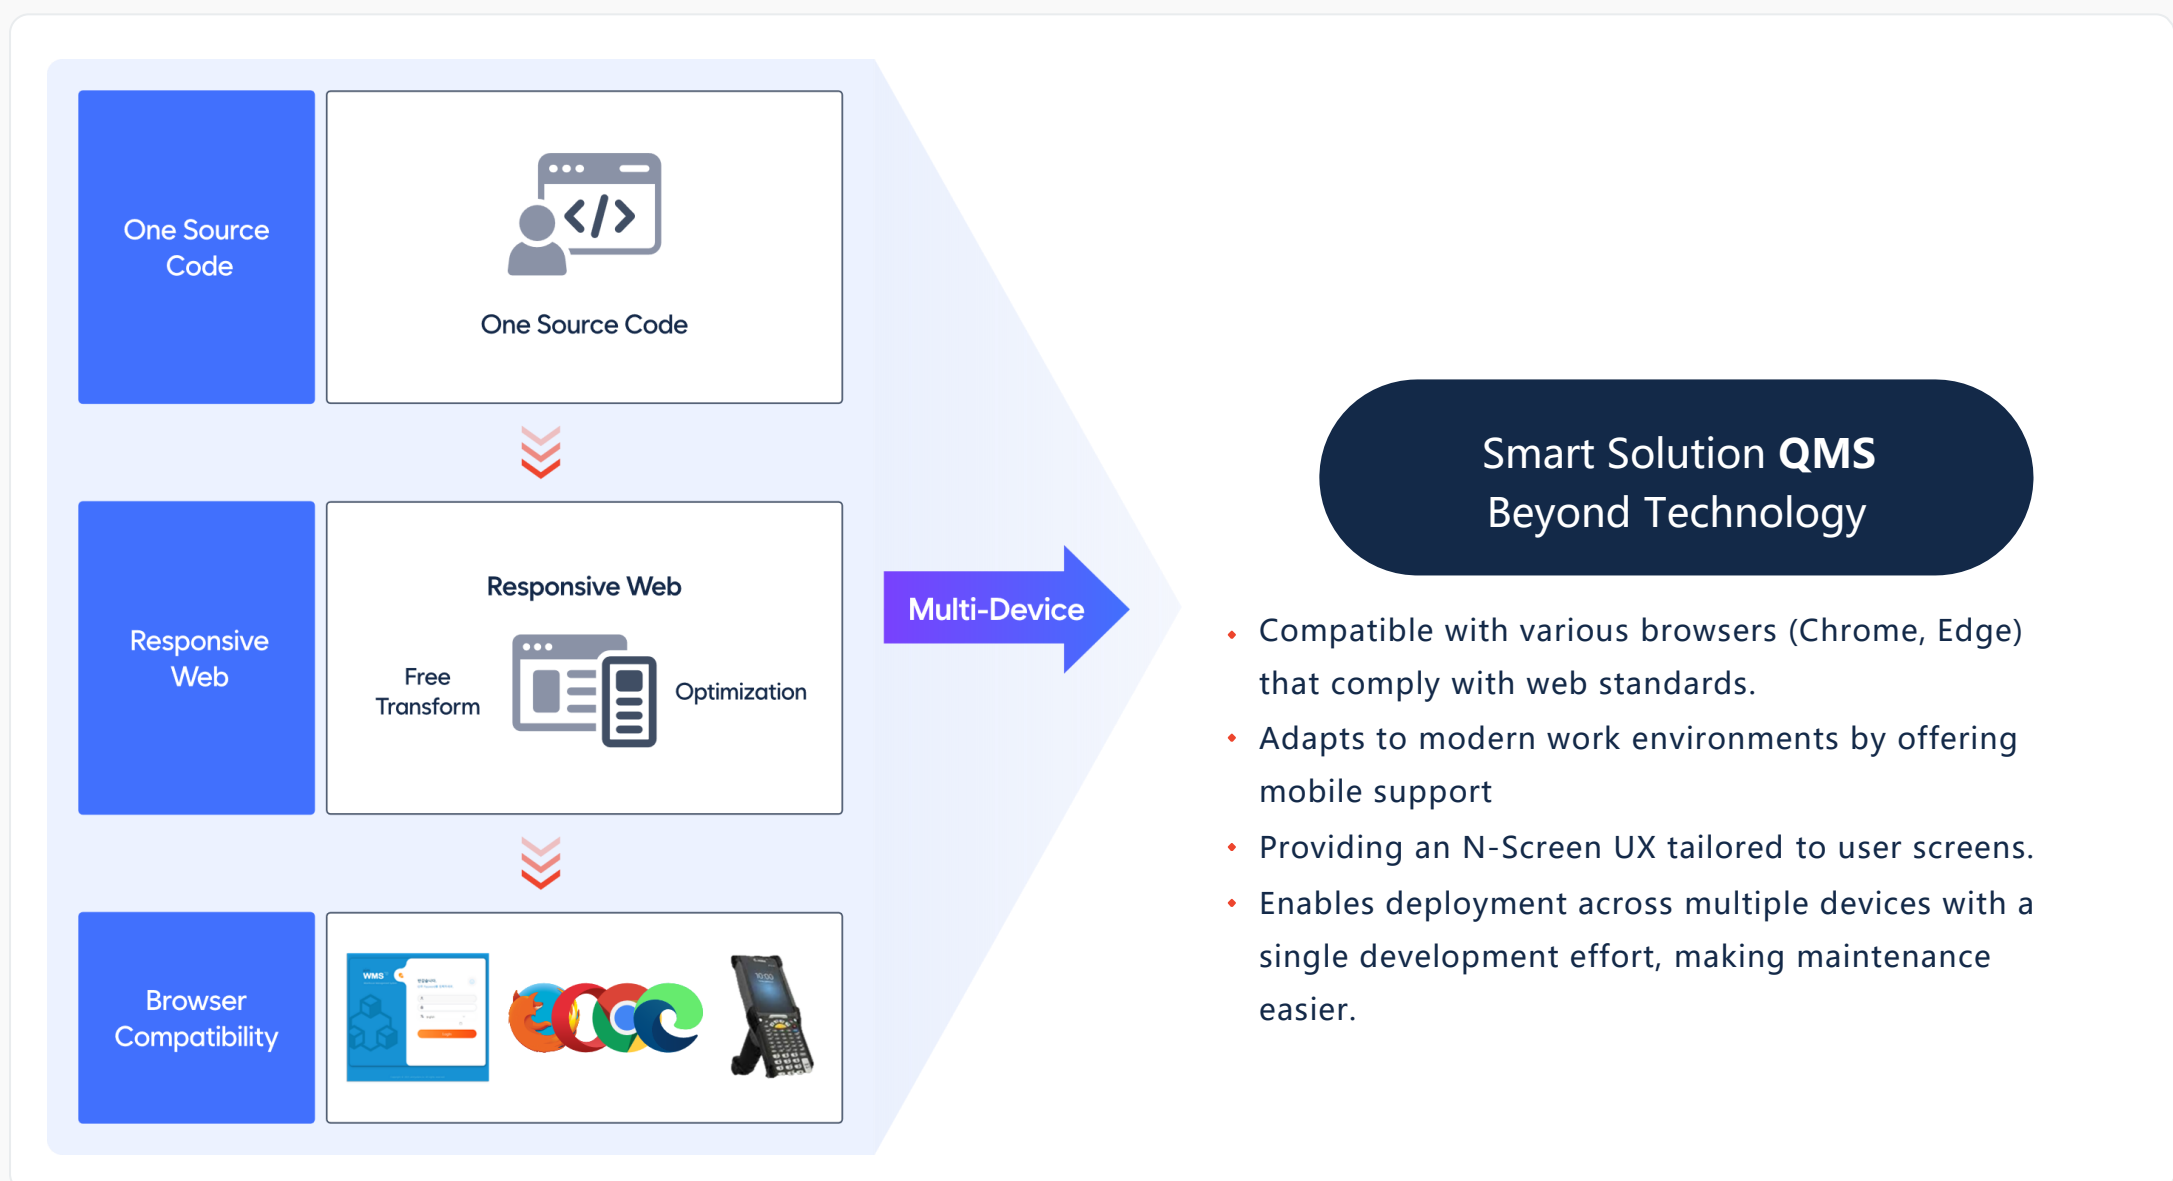 One Source
Code
One Source Code
Responsive
Web
Responsive Web
Free
Transform
Optimization
Browser
Compatibility
WMS
10:00
Multi-Device
Smart Solution QMS
Beyond Technology
Compatible with various browsers (Chrome, Edge)
that comply with web standards.
Adapts to modern work environments by offering
mobile support
Providing an N-Screen UX tailored to user screens.
Enables deployment across multiple devices with a
single development effort, making maintenance
easier.